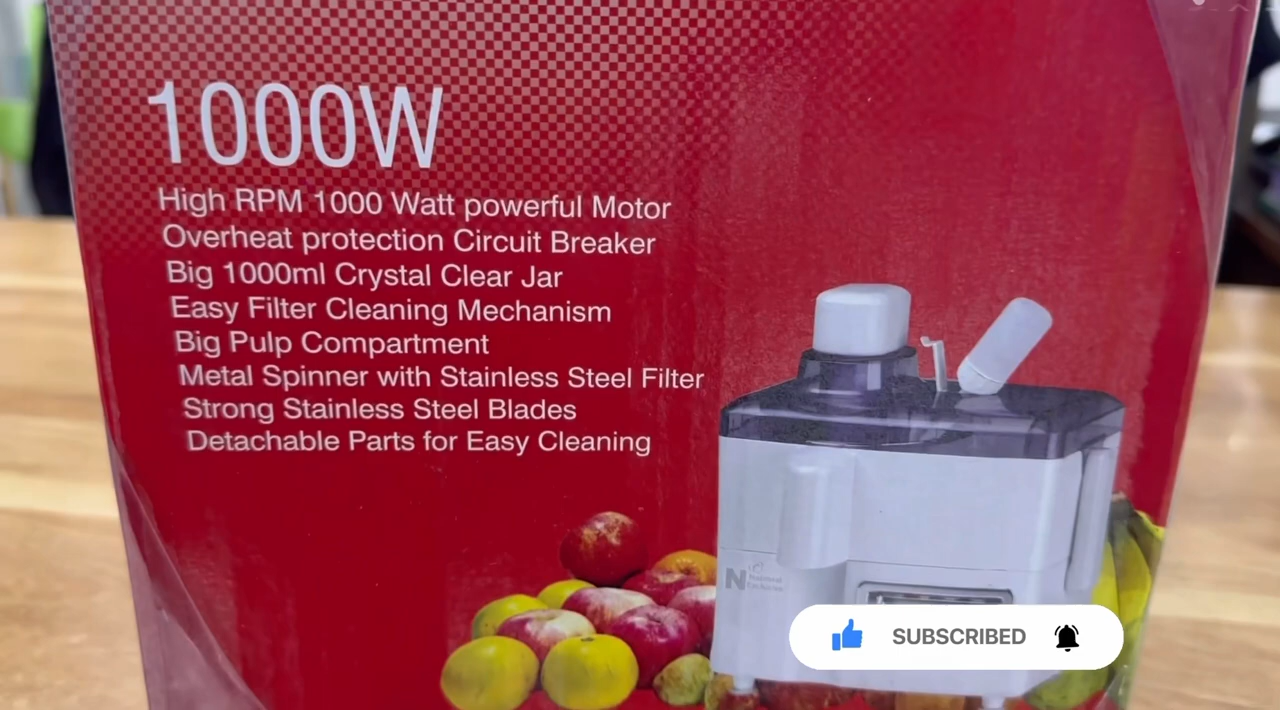 1000W
High RPM 1000 Watt powerful Motor
Overheat protection Circuit Breaker
Big 1000ml Crystal Clear Jar
Easy Filter Cleaning Mechanism
Big Pulp Compartment
Metal Spinner with Stainless Steel Filter
Strong Stainless Steel Blades
Detachable Parts for Easy Cleaning
N
SUBSCRIBED